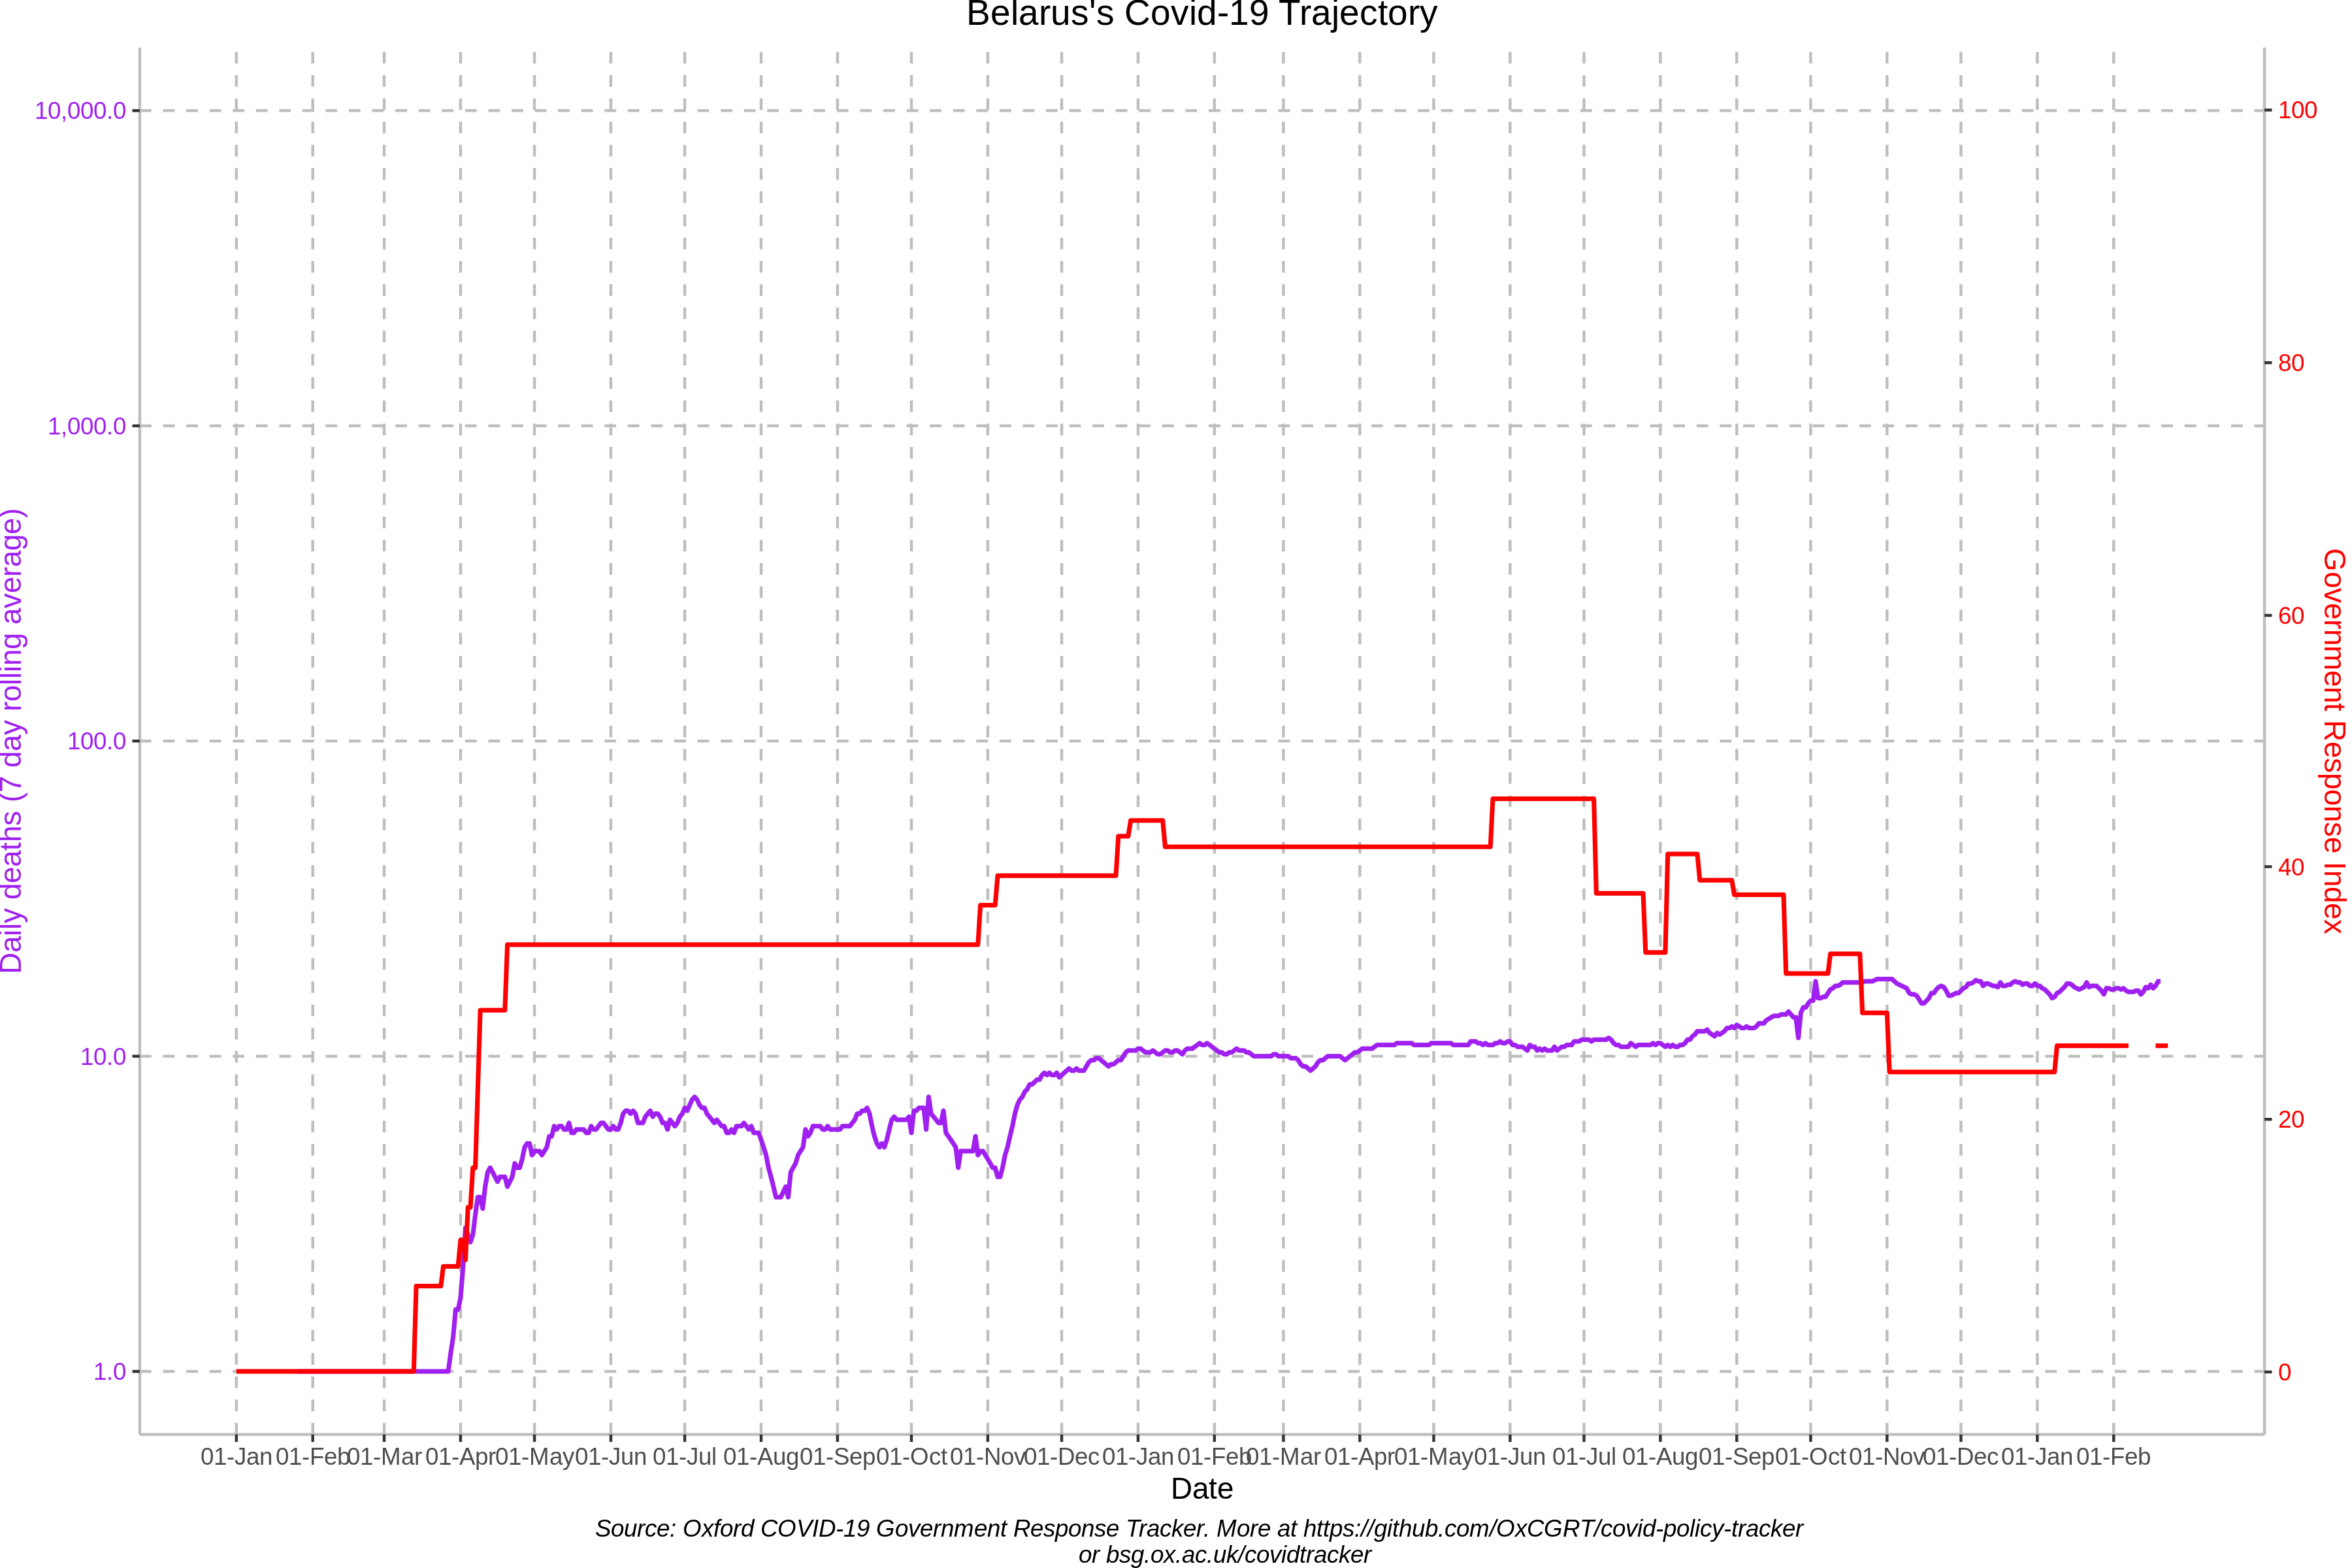 Belarus's Covid-19 Trajectory
10,000.0
1,000.0
100.0
10.0
1.0
Daily deaths (7 day rolling average)
100
80
60
40
20
0
Government Response Index
01-Jan 01-Feb 01-Mar 01-Apr 01-May 01-Jun 01-Jul 01-Aug 01-Sep 01-Oct 01-Nov 01-Dec 01-Jan 01-Feb 01-Mar 01-Apr 01-May 01-Jun 01-Jul 01-Aug 01-Sep 01-Oct 01-Nov 01-Dec 01-Jan 01-Feb
Date
Source: Oxford COVID-19 Government Response Tracker. More at https://github.com/OxCGRT/covid-policy-tracker
or bsg.ox.ac.uk/covidtracker